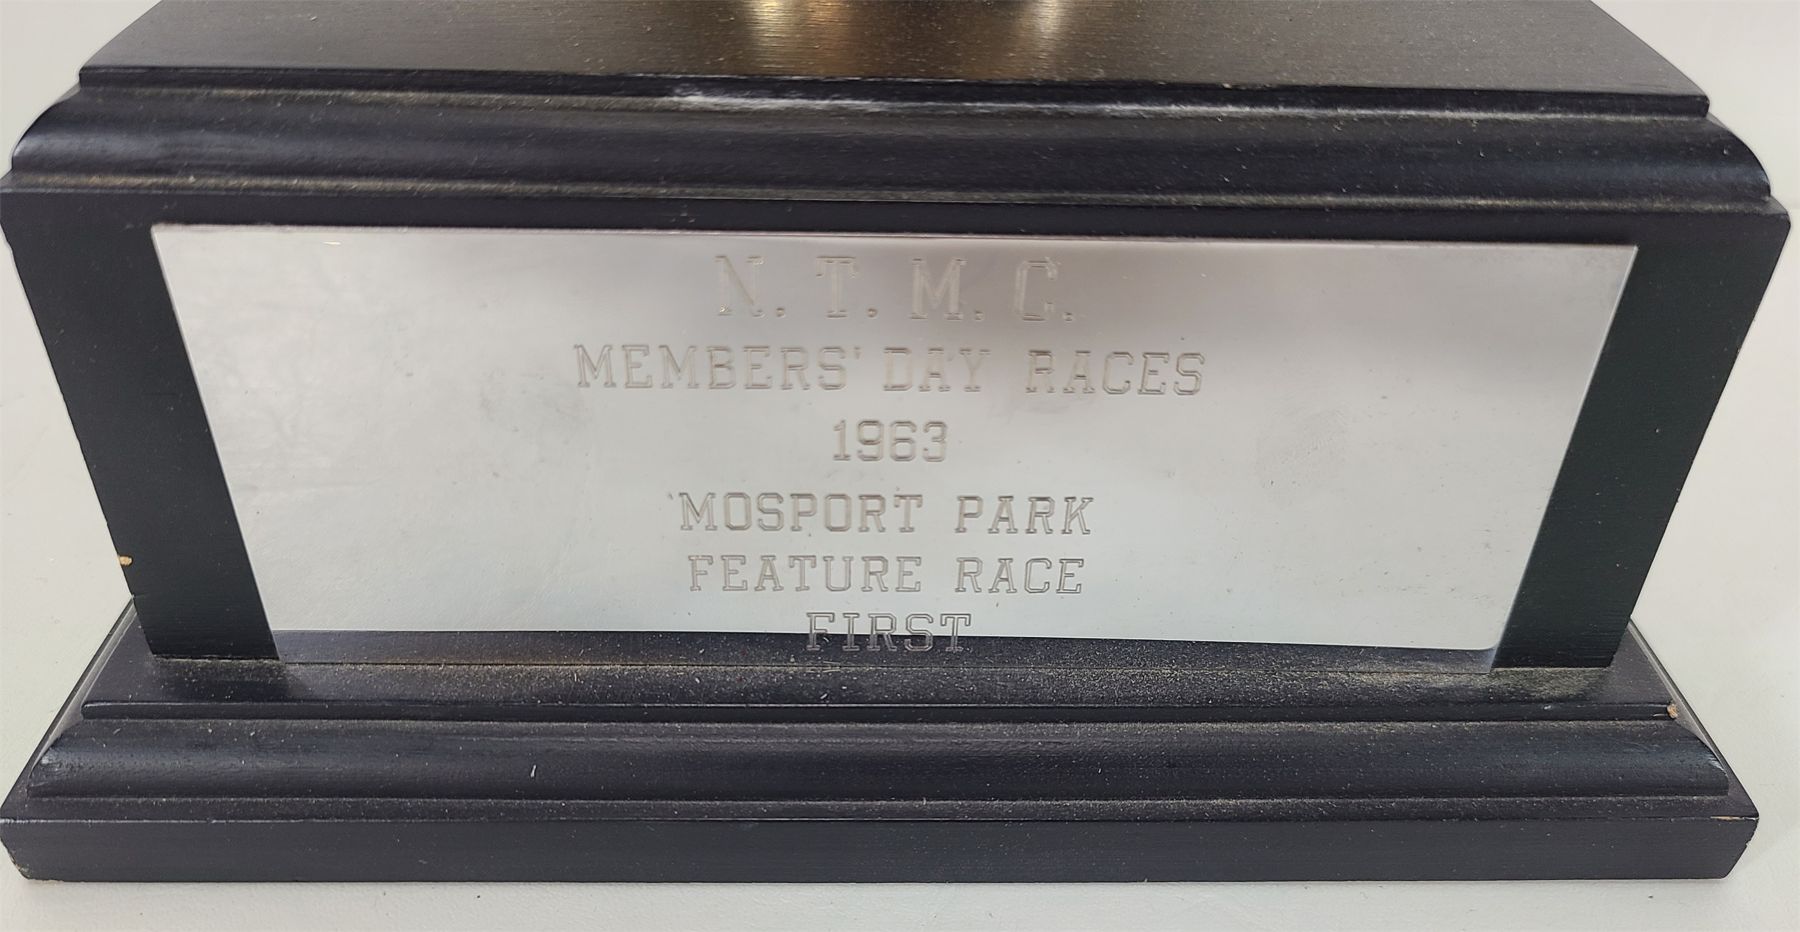 N. T. M. C.
MEMBERS' DAY RACES
1963
MOSPORT PARK
FEATURE RACE
FIRST